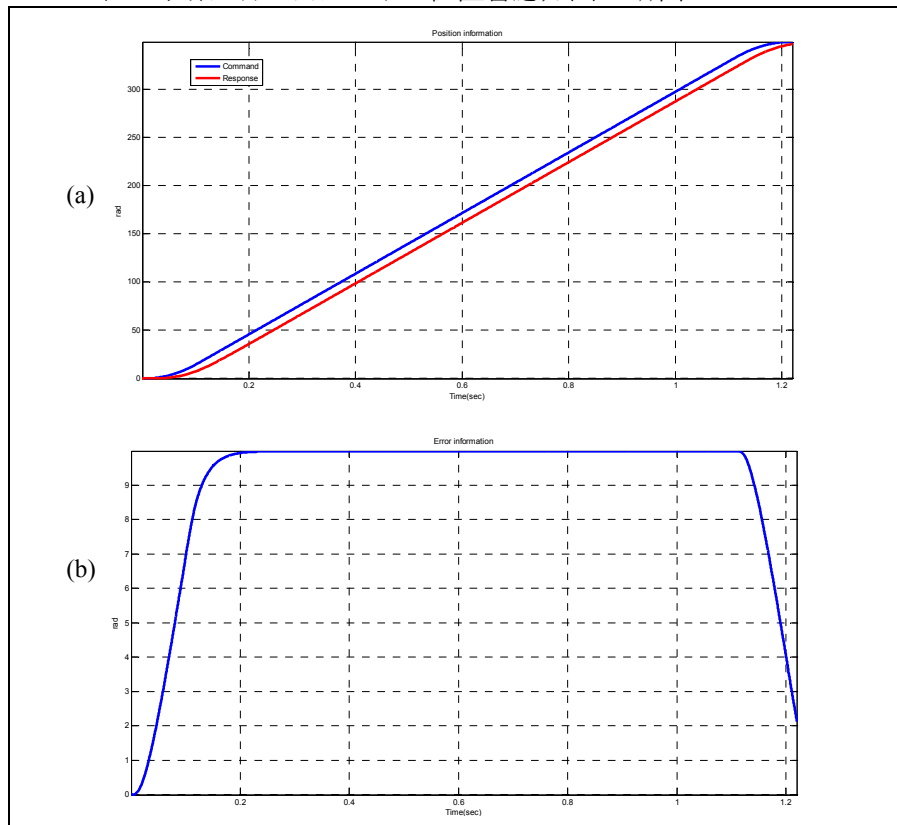 Position information
Command
Response
300
250
200
150
100
50
0
rad
(a)
0.2 0.4 0.6 0.8 1 1.2
Time(sec)
Error information
9
8
7
6
5
4
3
2
1
0
rad
(b)
0.2 0.4 0.6 0.8 1 1.2
Time(sec)